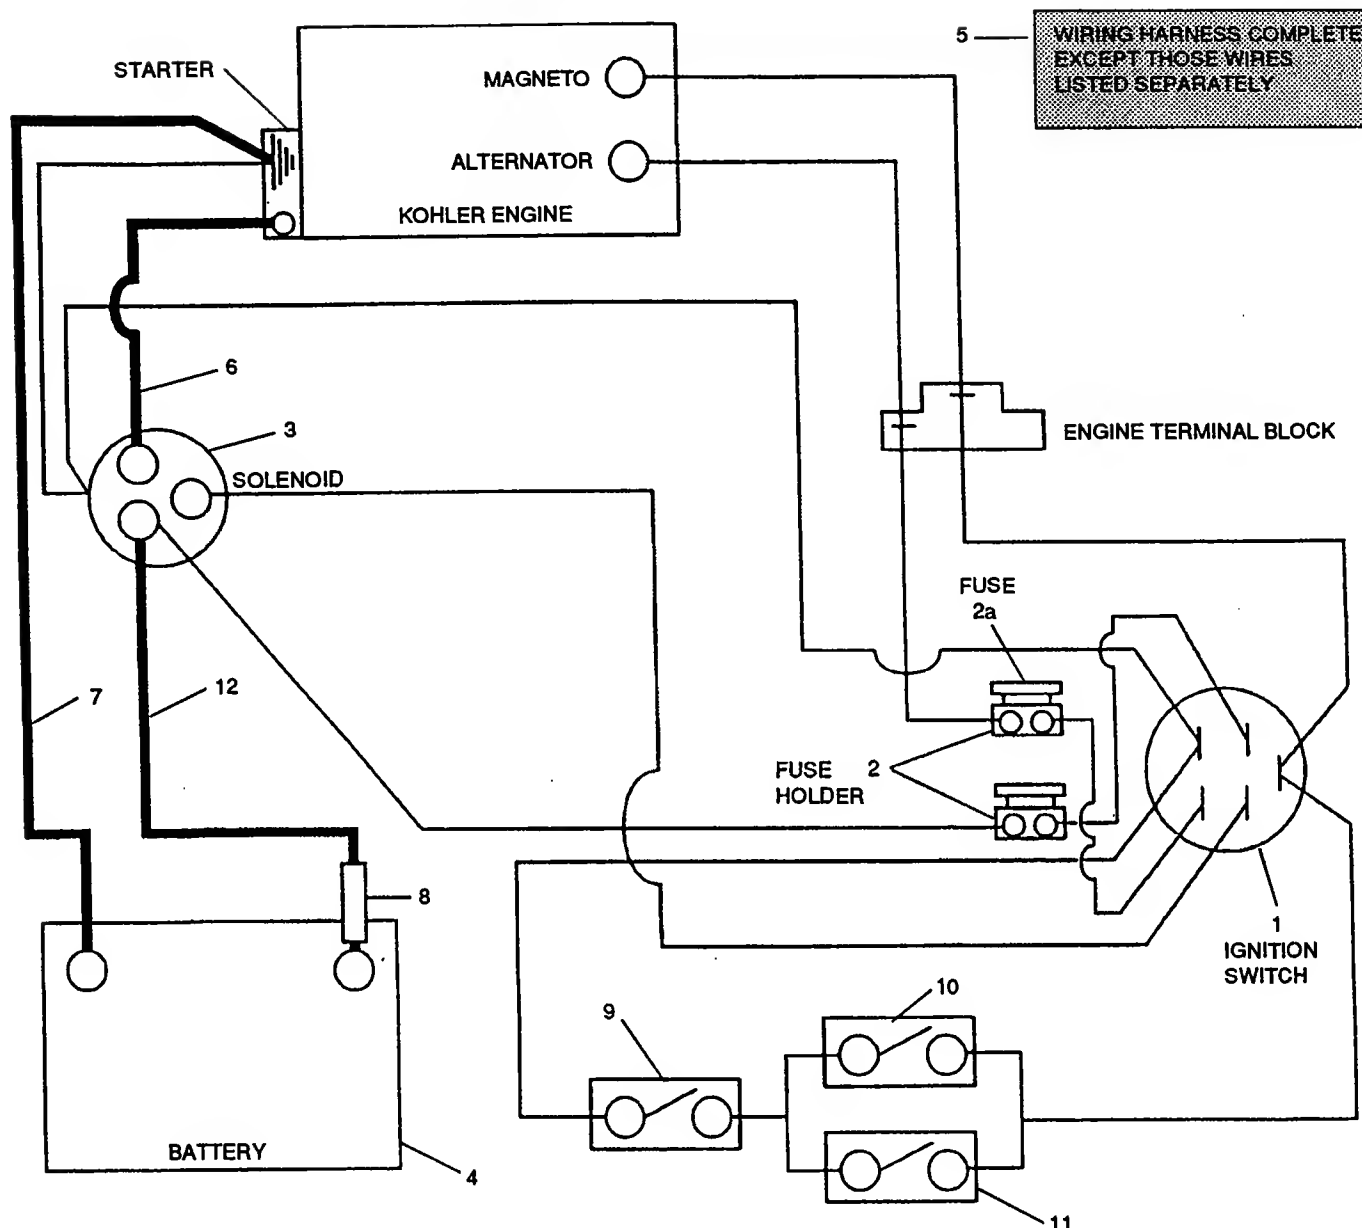 5
WIRING HARNESS COMPLETE
EXCEPT THOSE WIRES
LISTED SEPARATELY
STARTER
MAGNETO
ALTERNATOR
KOHLER ENGINE
6
3
SOLENOID
ENGINE TERMINAL BLOCK
FUSE
2a
7
12
FUSE 2
HOLDER
8
1
IGNITION
SWITCH
10
9
BATTERY
4
11